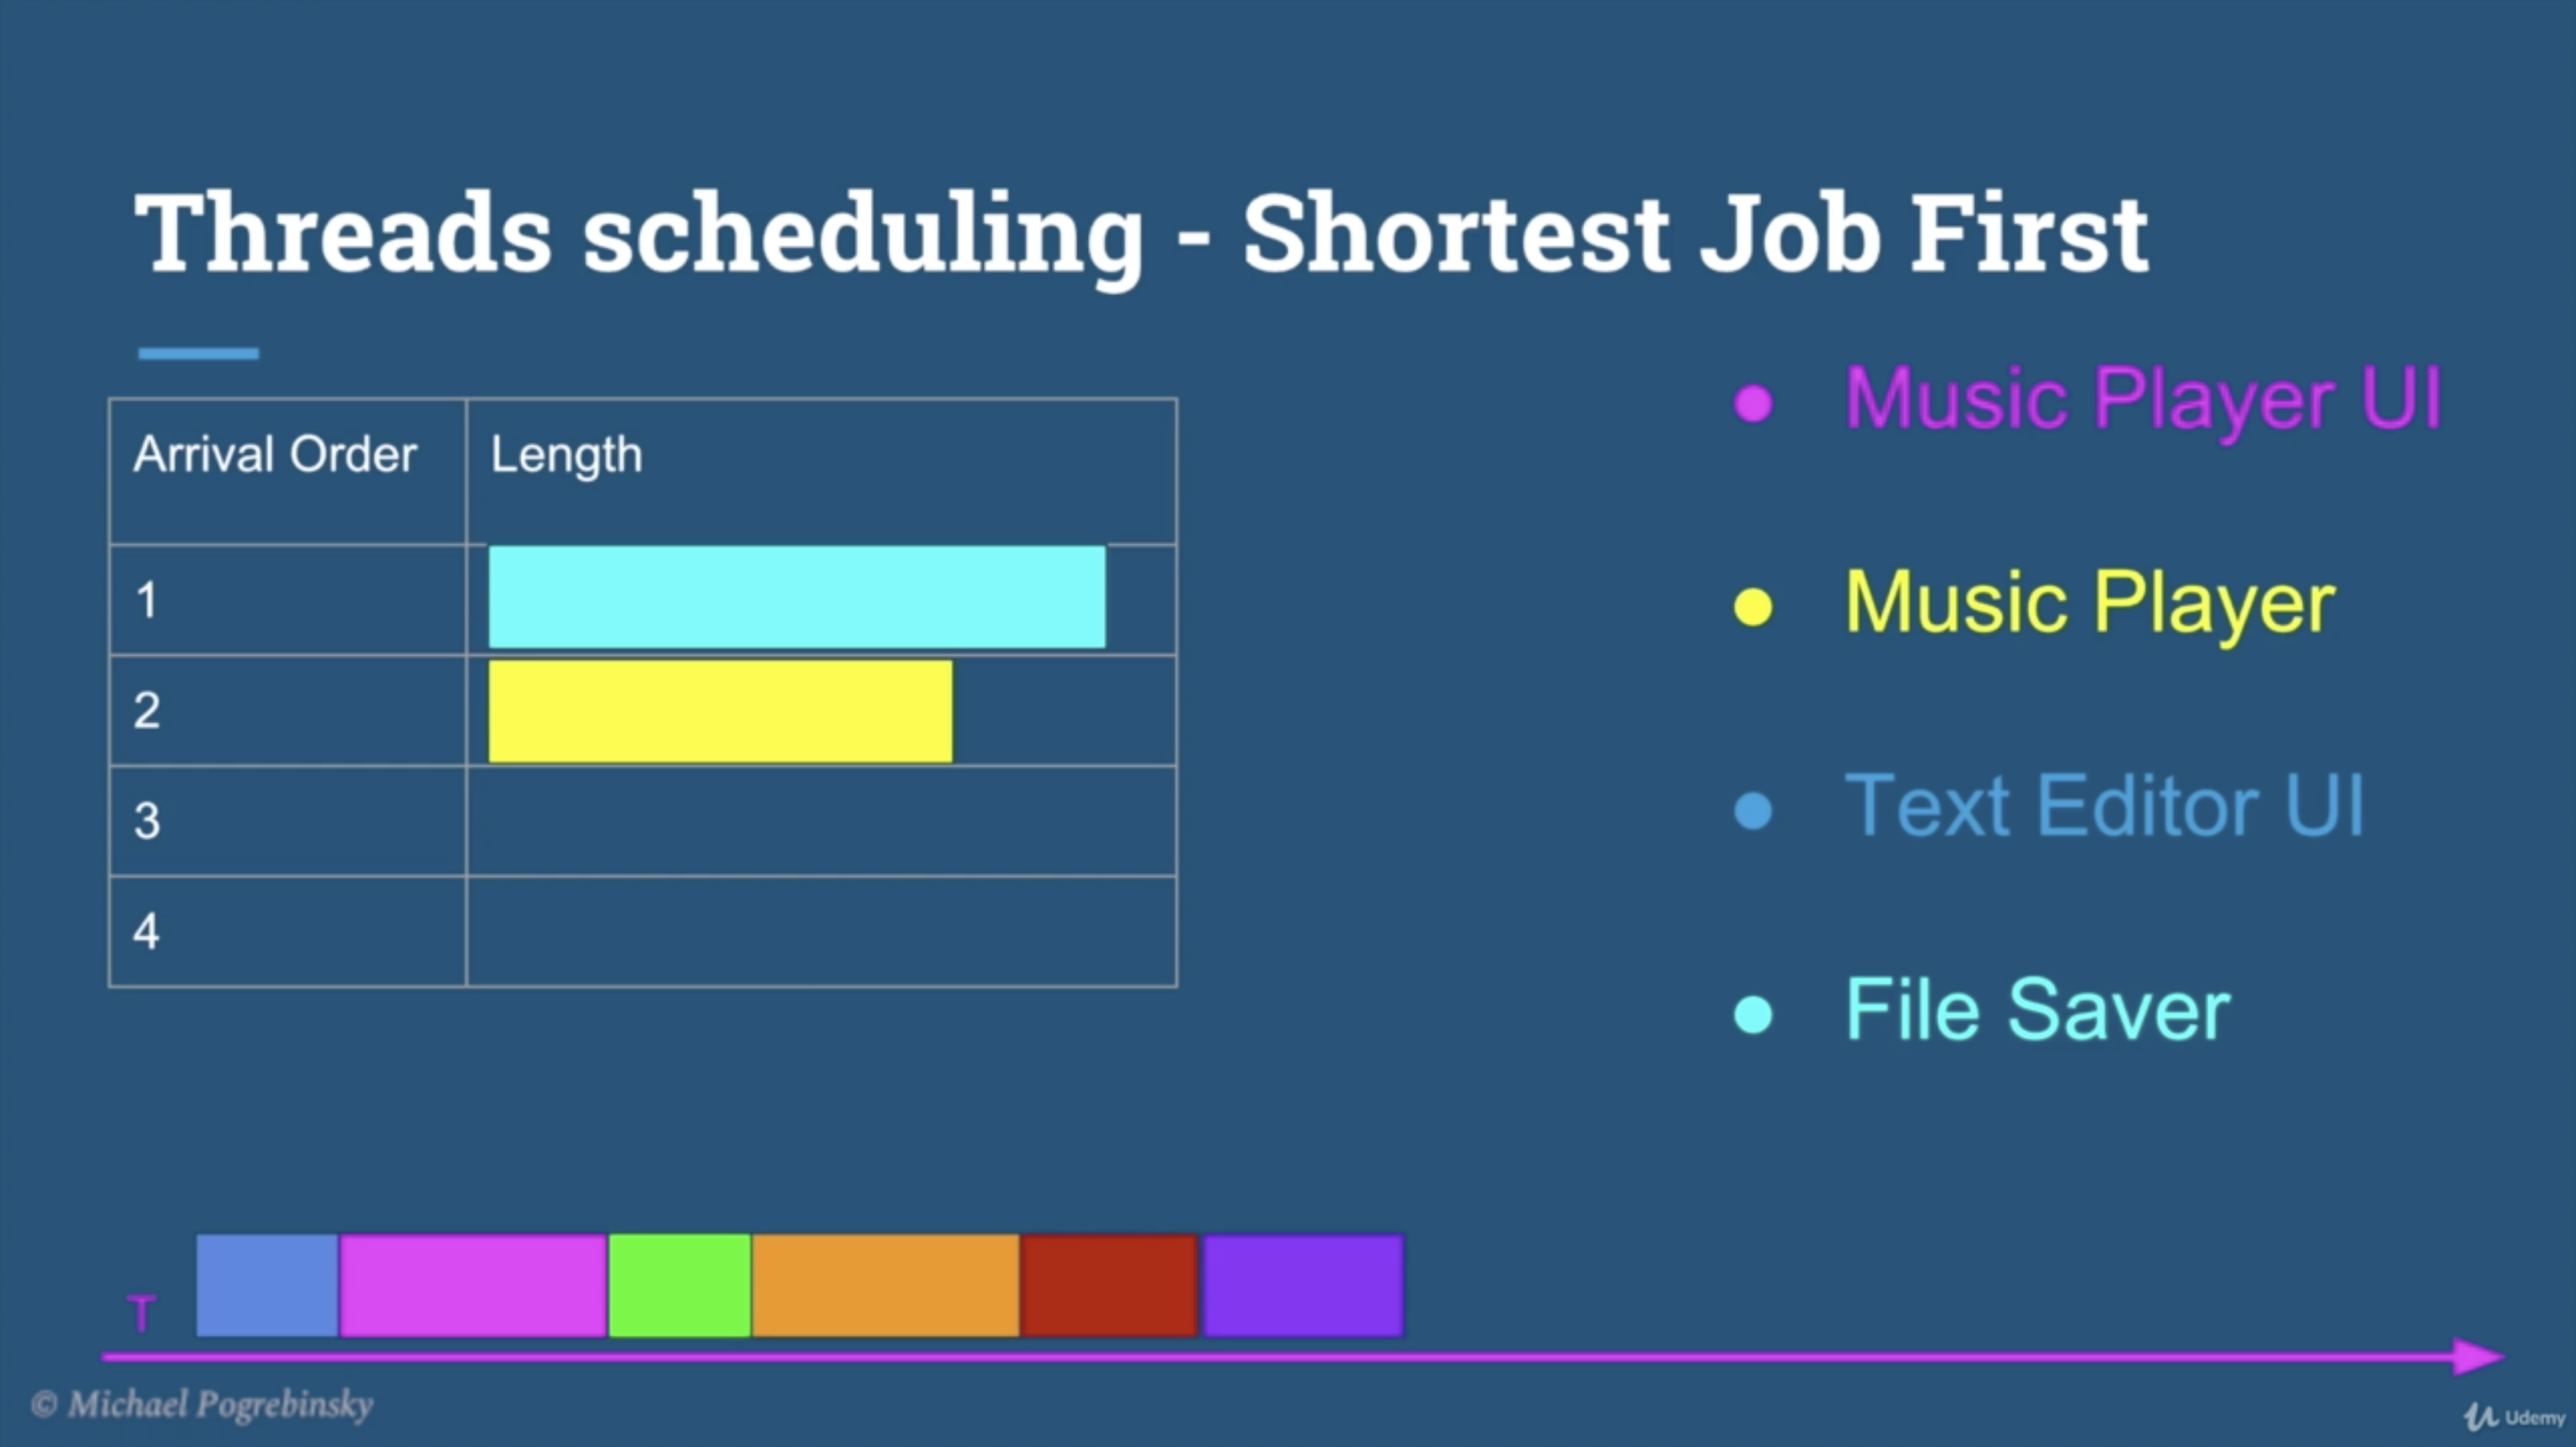 Threads scheduling - Shortest Job First
Arrival Order Length
1
2
3
4
Music Player UI
Music Player
Text Editor UI
File Saver
T
© Michael Pogrebinsky
Udemy